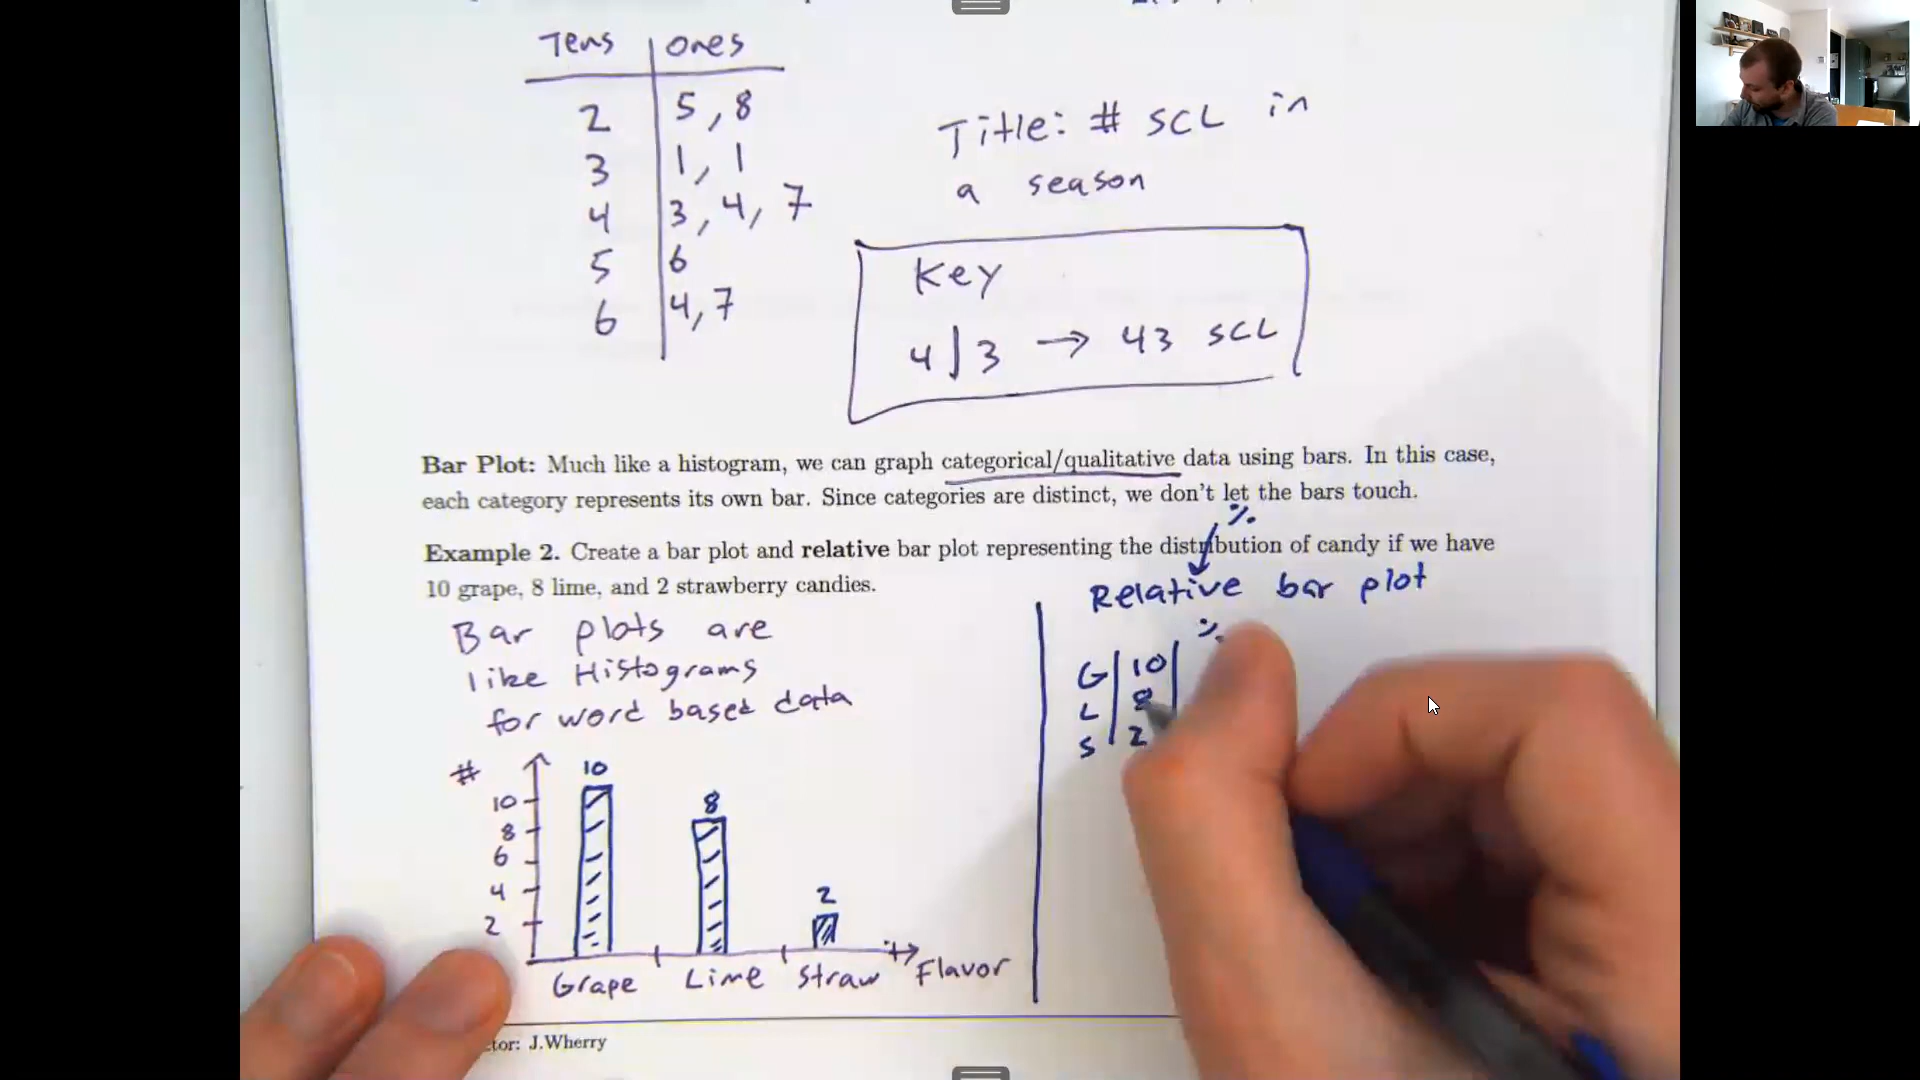 Tens | Ones
2 | 5, 8
3 | 1, 1
4 | 3, 4, 7
5 | 6
6 | 4, 7
Title: # SCL in
a season
Key
4 | 3 → 43 SCL
Bar Plot: Much like a histogram, we can graph categorical/qualitative data using bars. In this case,
each category represents its own bar. Since categories are distinct, we don't let the bars touch.
%
Example 2. Create a bar plot and relative bar plot representing the distribution of candy if we have
10 grape, 8 lime, and 2 strawberry candies.
Bar plots are
like Histograms
for word based data
#
10
8
6
4
2
10
8
2
Grape Lime Straw Flavor
Relative bar plot
%
G | 10 |
L | 8
S | 2
J.Wherry